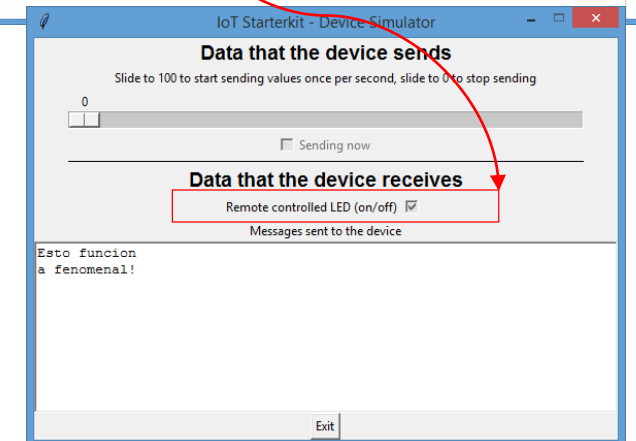 IoT Starterkit - Device Simulator
Data that the device sends
Slide to 100 to start sending values once per second, slide to 0 to stop sending
0
Sending now
Data that the device receives
Remote controlled LED (on/off)
Messages sent to the device
Esto funcion
a fenomenal!
Exit